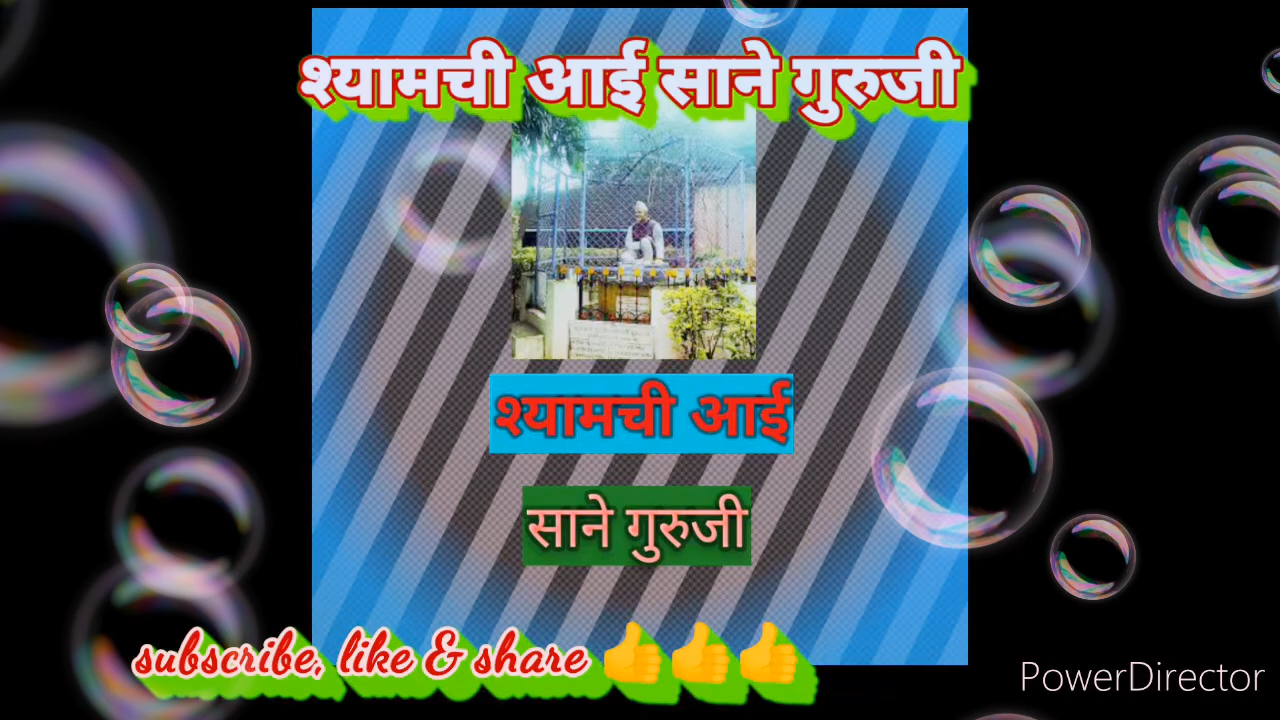 श्यामची आई साने गुरुजी
श्यामची आई
साने गुरुजी
subscribe, like & share 👍👍👍
PowerDirector